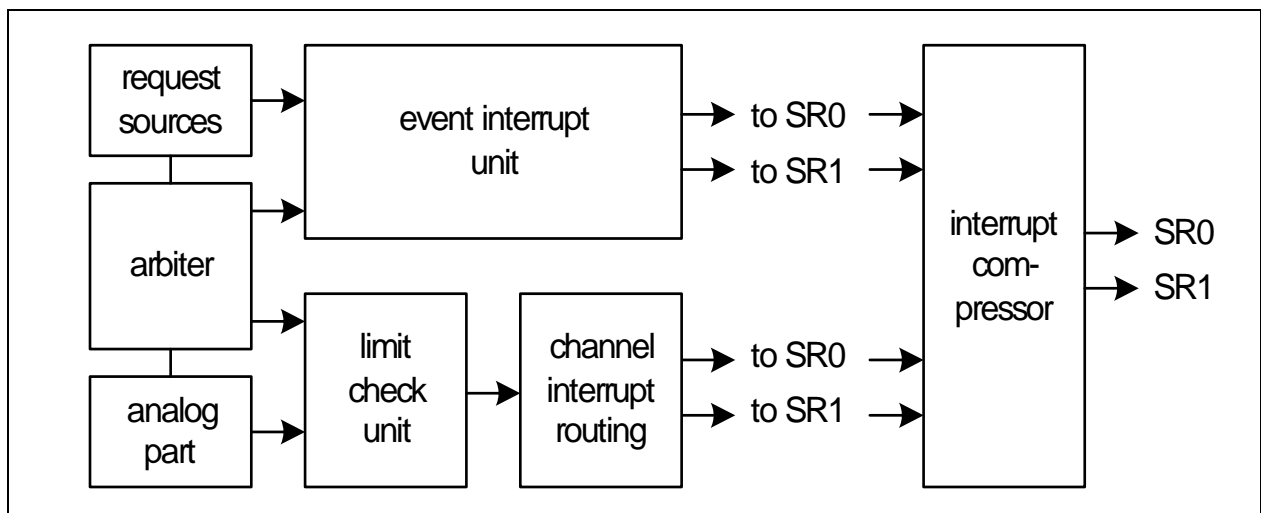 request
sources
arbiter
analog
part
event interrupt
unit
to SR0
to SR1
limit
check
unit
channel
interrupt
routing
to SR0
to SR1
interrupt
com-
pressor
SR0
SR1